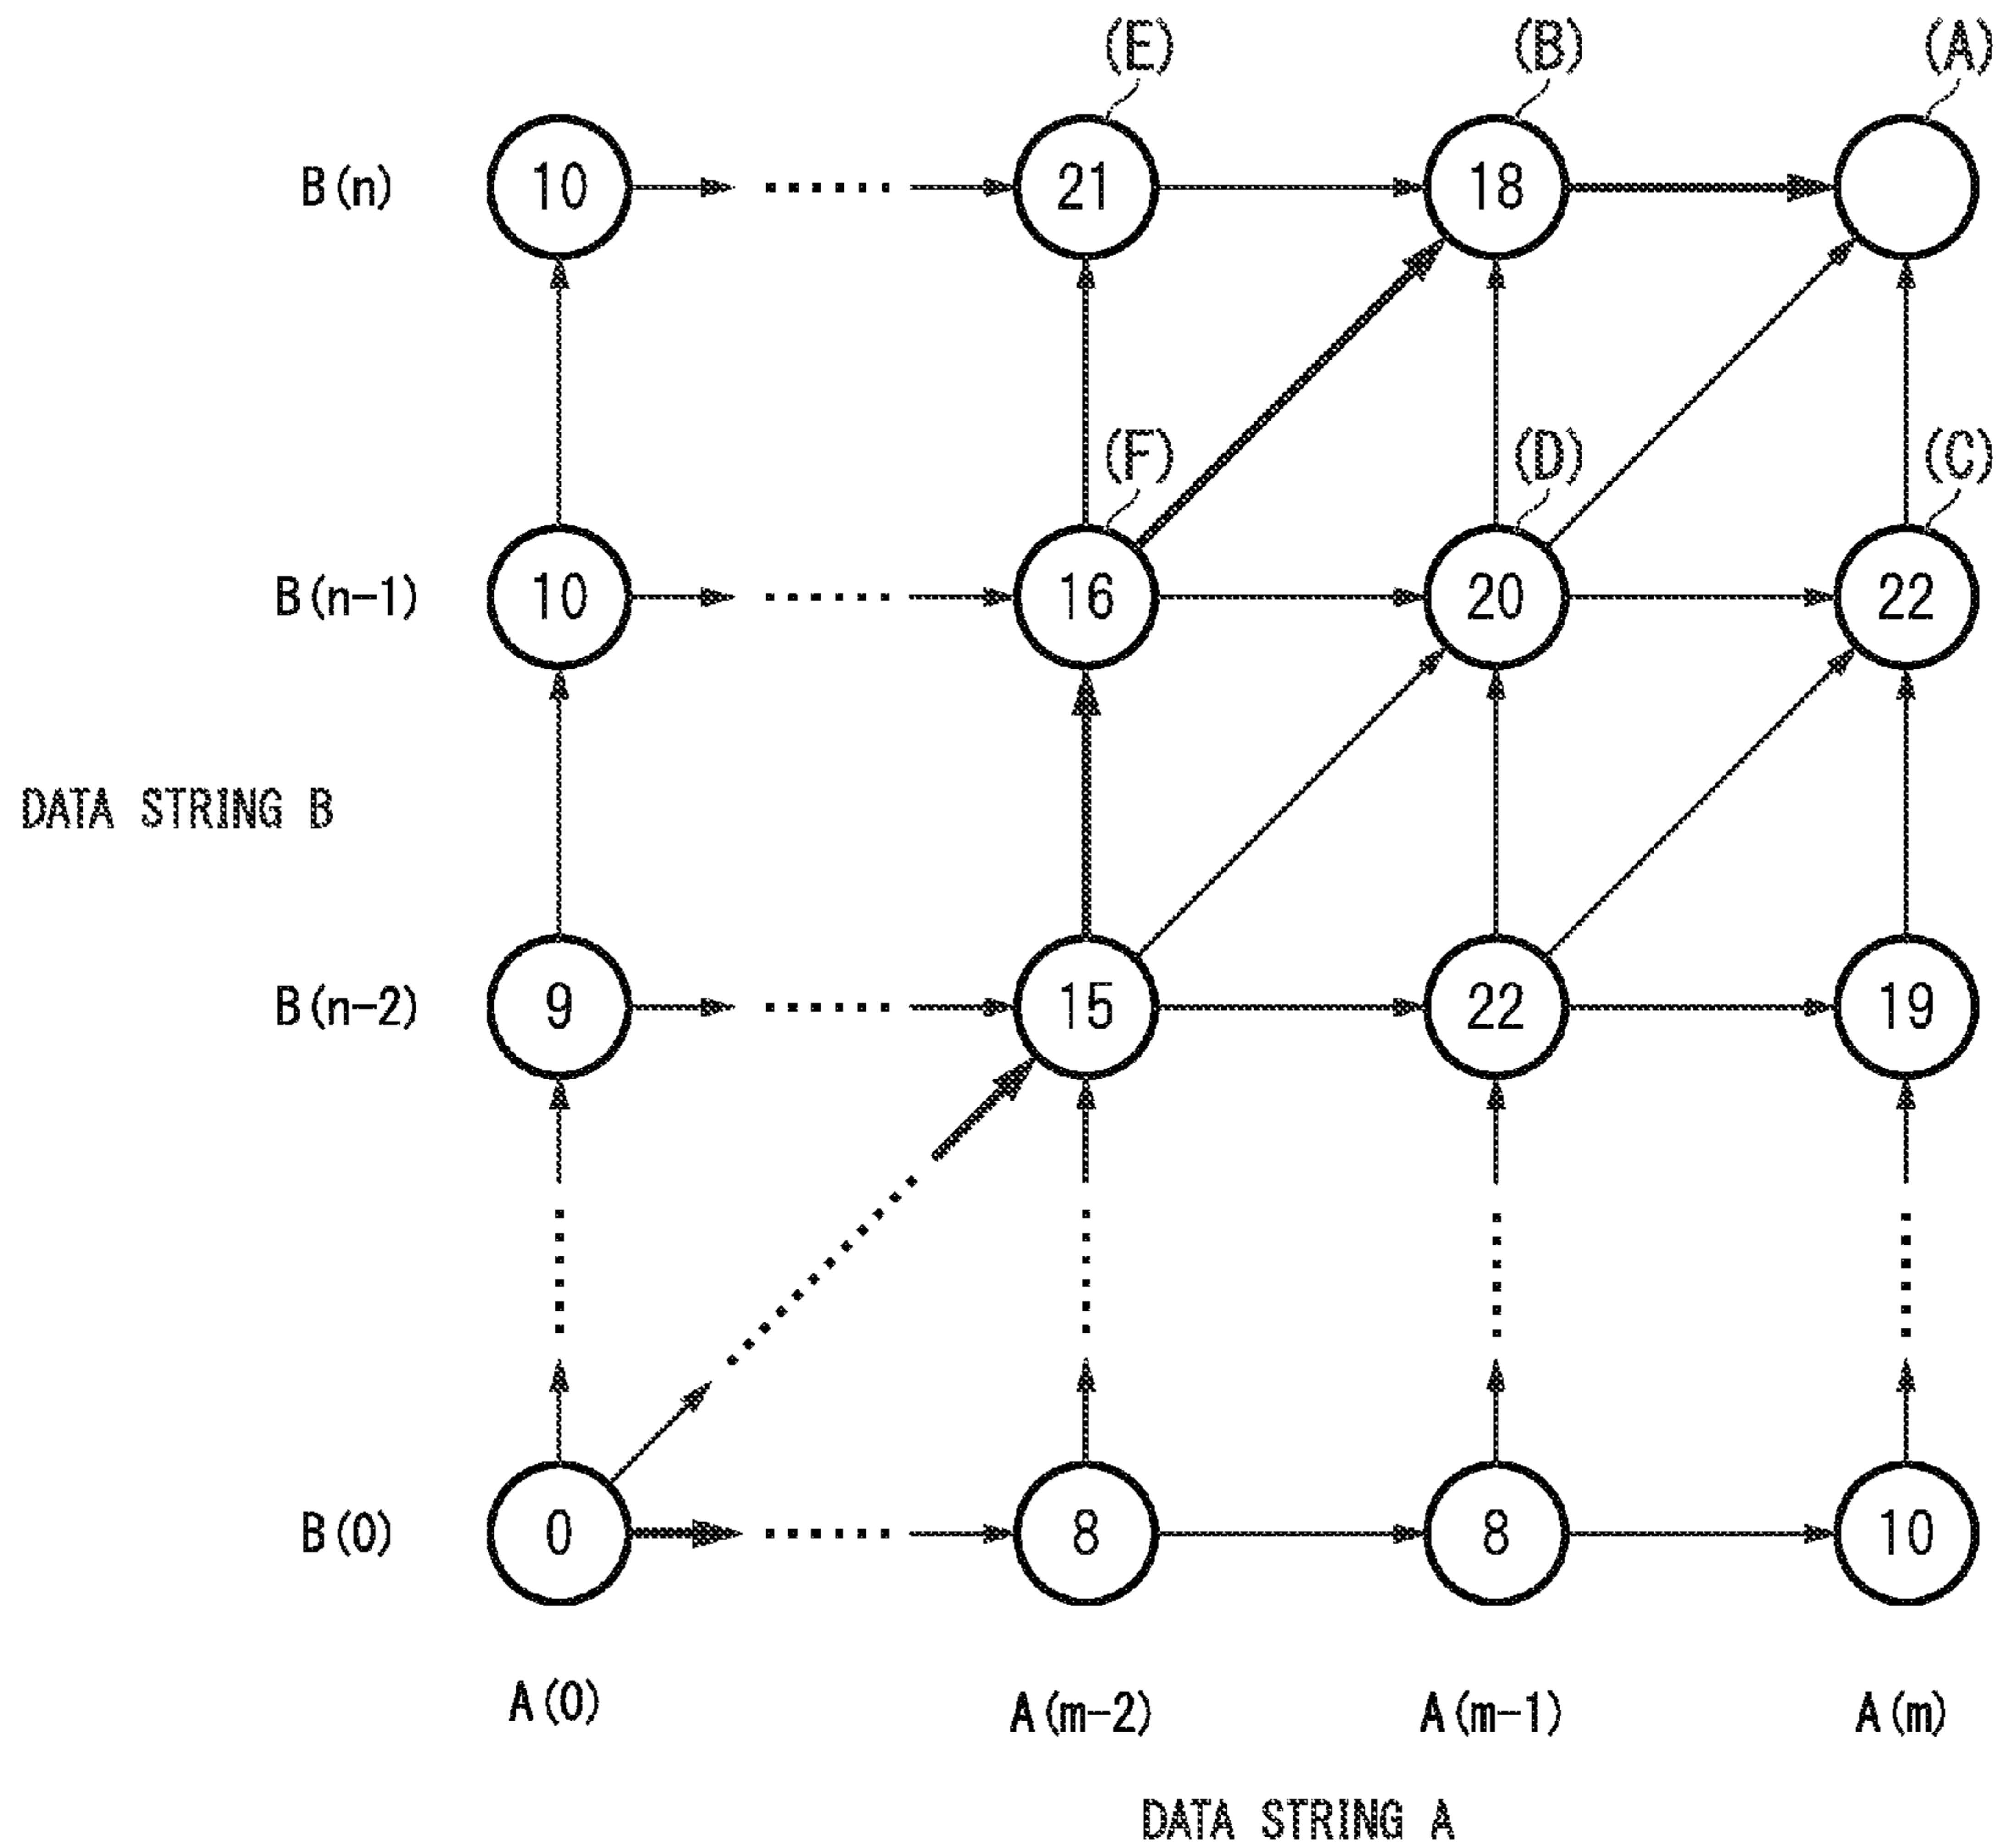 (E) (B) (A)
B(n) 10 21 18
(F) (D) (C)
B(n-1) 10 16 20 22
DATA STRING B
B(n-2) 9 15 22 19
B(0) 0 8 8 10
A(0) A(m-2) A(m-1) A(m)
DATA STRING A